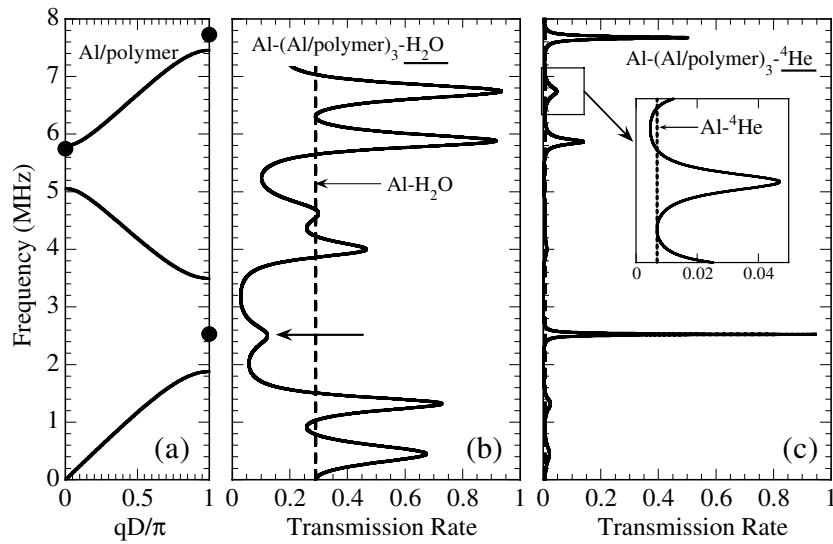 Frequency (MHz)
8
7
6
5
4
3
2
1
0
Al/polymer
(a)
0
0.5
1
qD/π
Al-(Al/polymer)3-H2O
Al-H2O
(b)
0
0.2
0.4
0.6
0.8
1
Transmission Rate
Al-(Al/polymer)3-4He
Al-4He
0
0.02
0.04
(c)
0
0.2
0.4
0.6
0.8
1
Transmission Rate